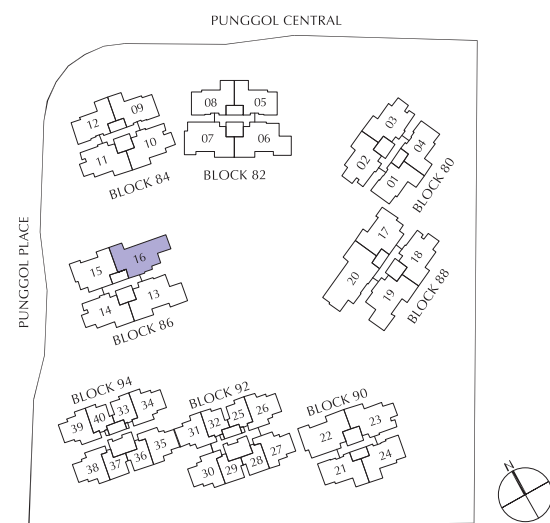 PUNGGOL CENTRAL
PUNGGOL PLACE
12 09
11 10
BLOCK 84
08 05
07 06
BLOCK 82
03
04
02
01
BLOCK 80
15 16
14 13
BLOCK 86
17
18
20
19
BLOCK 88
BLOCK 94
39 40 33 34
38 37 36 35
BLOCK 92
31 32 25 26
30 29 28 27
BLOCK 90
22 23
21 24
N